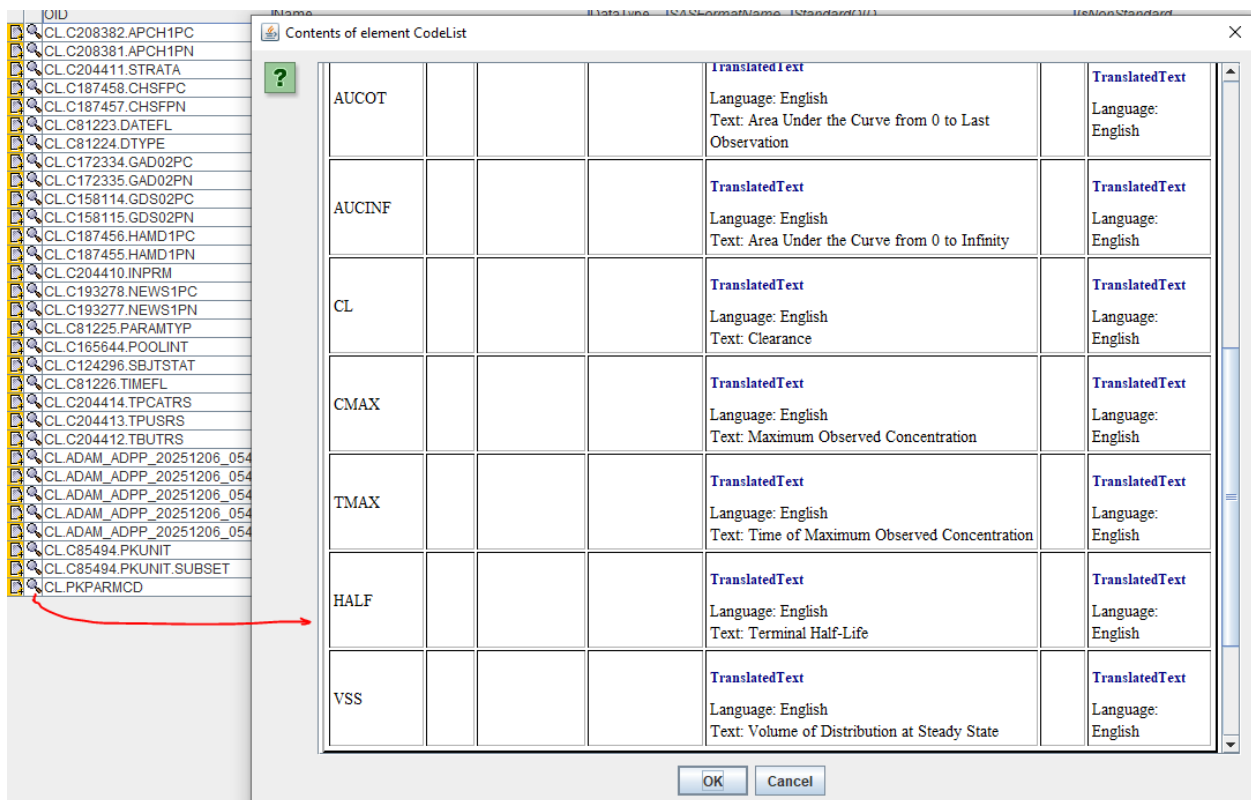 OID Name DataType SASFormatName StandardOID IsNonStandard
CL.C208382.APCH1PC
CL.C208381.APCH1PN
CL.C204411.STRATA
CL.C187458.CHSFPC
CL.C187457.CHSFPN
CL.C81223.DATEFL
CL.C81224.DTYPE
CL.C172334.GAD02PC
CL.C172335.GAD02PN
CL.C158114.GDS02PC
CL.C158115.GDS02PN
CL.C187456.HAMD1PC
CL.C187455.HAMD1PN
CL.C204410.INPRM
CL.C193278.NEWS1PC
CL.C193277.NEWS1PN
CL.C81225.PARAMTYP
CL.C165644.POOLINT
CL.C124296.SBJTSTAT
CL.C81226.TIMEFL
CL.C204414.TPCATRS
CL.C204413.TPUSRS
CL.C204412.TBUTRS
CL.ADAM_ADPP_20251206_054
CL.ADAM_ADPP_20251206_054
CL.ADAM_ADPP_20251206_054
CL.ADAM_ADPP_20251206_054
CL.ADAM_ADPP_20251206_054
CL.C85494.PKUNIT
CL.C85494.PKUNIT.SUBSET
CL.PKPARMCD
Contents of element CodeList
?
AUCOT
TranslatedText
Language: English
Text: Area Under the Curve from 0 to Last
Observation
TranslatedText
Language:
English
AUCINF
TranslatedText
Language: English
Text: Area Under the Curve from 0 to Infinity
TranslatedText
Language:
English
CL
TranslatedText
Language: English
Text: Clearance
TranslatedText
Language:
English
CMAX
TranslatedText
Language: English
Text: Maximum Observed Concentration
TranslatedText
Language:
English
TMAX
TranslatedText
Language: English
Text: Time of Maximum Observed Concentration
TranslatedText
Language:
English
HALF
TranslatedText
Language: English
Text: Terminal Half-Life
TranslatedText
Language:
English
VSS
TranslatedText
Language: English
Text: Volume of Distribution at Steady State
TranslatedText
Language:
English
OK
Cancel